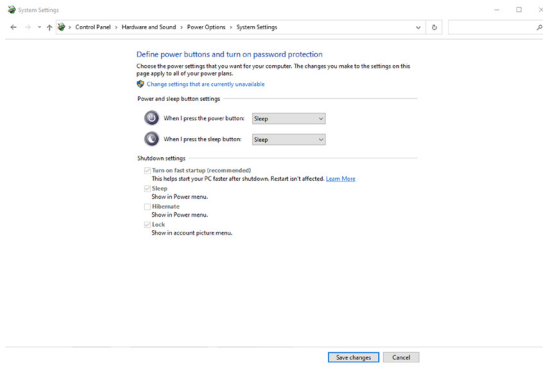 System Settings
Control Panel > Hardware and Sound > Power Options > System Settings
Define power buttons and turn on password protection
Choose the power settings that you want for your computer. The changes you make to the settings on this
page apply to all of your power plans.
Change settings that are currently unavailable
Power and sleep button settings
When I press the power button: Sleep
When I press the sleep button: Sleep
Shutdown settings
Turn on fast startup (recommended)
This helps start your PC faster after shutdown. Restart isn't affected. Learn More
Sleep
Show in Power menu.
Hibernate
Show in Power menu.
Lock
Show in account picture menu.
Save changes Cancel